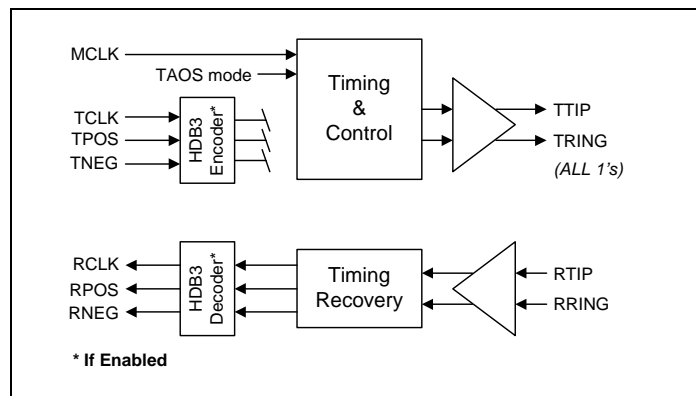 MCLK
TAOS mode
TCLK
TPOS
TNEG
HDB3
Encoder*
Timing
&
Control
TTIP
TRING
(ALL 1's)
RCLK
RPOS
RNEG
HDB3
Decoder*
Timing
Recovery
RTIP
RRING
* If Enabled